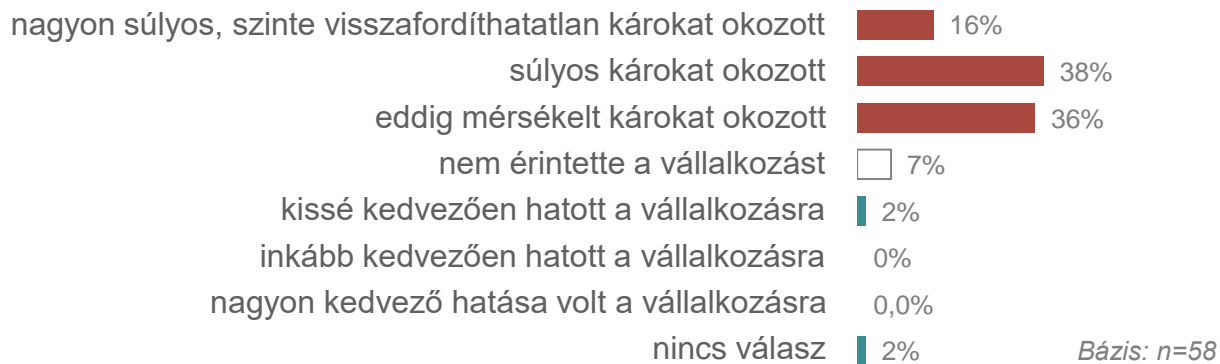 nagyon súlyos, szinte visszafordíthatatlan károkat okozott 16%
súlyos károkat okozott 38%
eddig mérsékelt károkat okozott 36%
nem érintette a vállalkozást 7%
kissé kedvezően hatott a vállalkozásra 2%
inkább kedvezően hatott a vállalkozásra 0%
nagyon kedvező hatása volt a vállalkozásra 0,0%
nincs válasz 2% Bázis: n=58